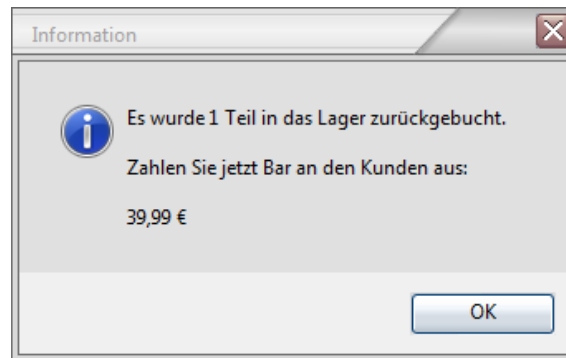 Information
Es wurde 1 Teil in das Lager zurückgebucht.
Zahlen Sie jetzt Bar an den Kunden aus:
39,99 €
OK